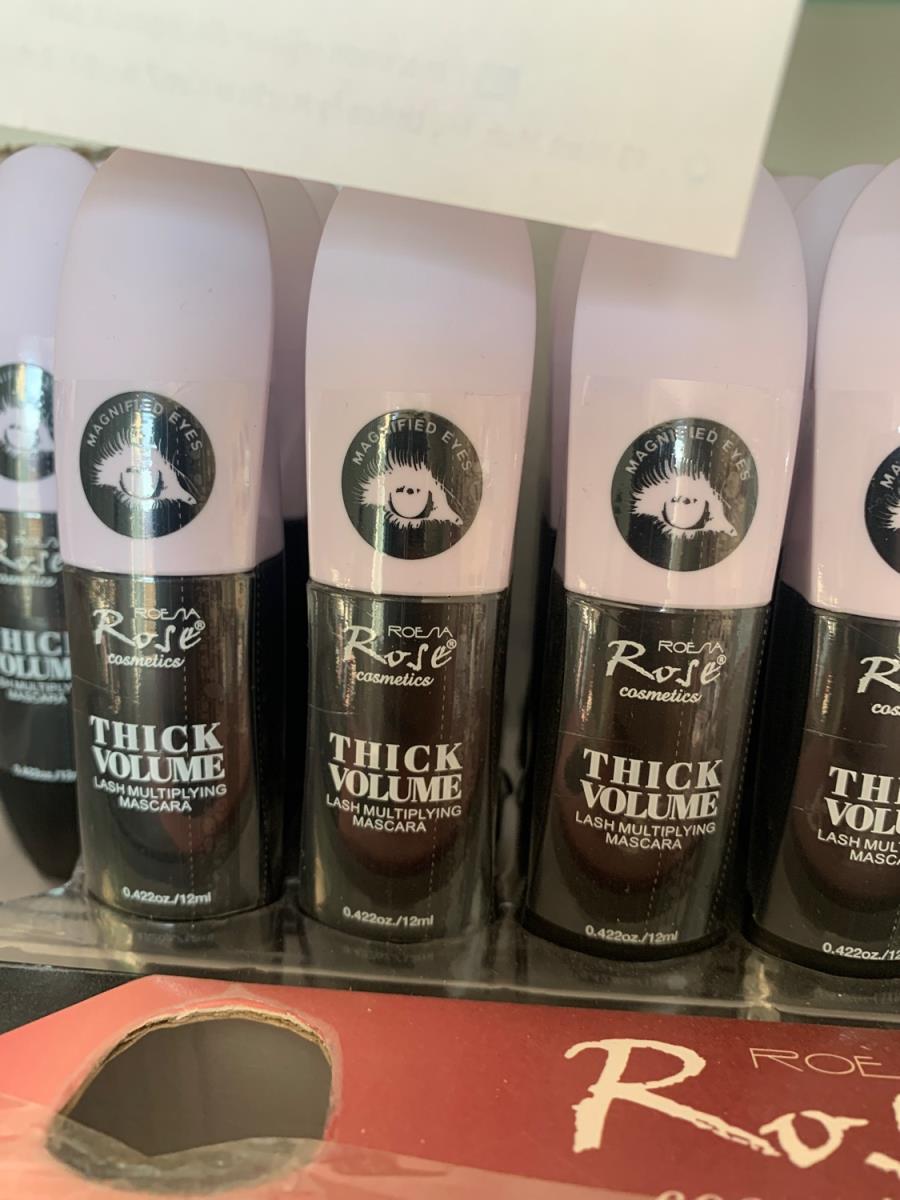 MAGNIFIED EYES
ROESIA
Rose®
cosmetics
THICK
VOLUME
LASH MULTIPLYING
MASCARA
0.422oz./12ml
MAGNIFIED EYES
ROESIA
Rose®
cosmetics
THICK
VOLUME
LASH MULTIPLYING
MASCARA
0.422oz./12ml
MAGNIFIED EYES
ROESIA
Rose®
cosmetics
THICK
VOLUME
LASH MULTIPLYING
MASCARA
0.422oz./12ml